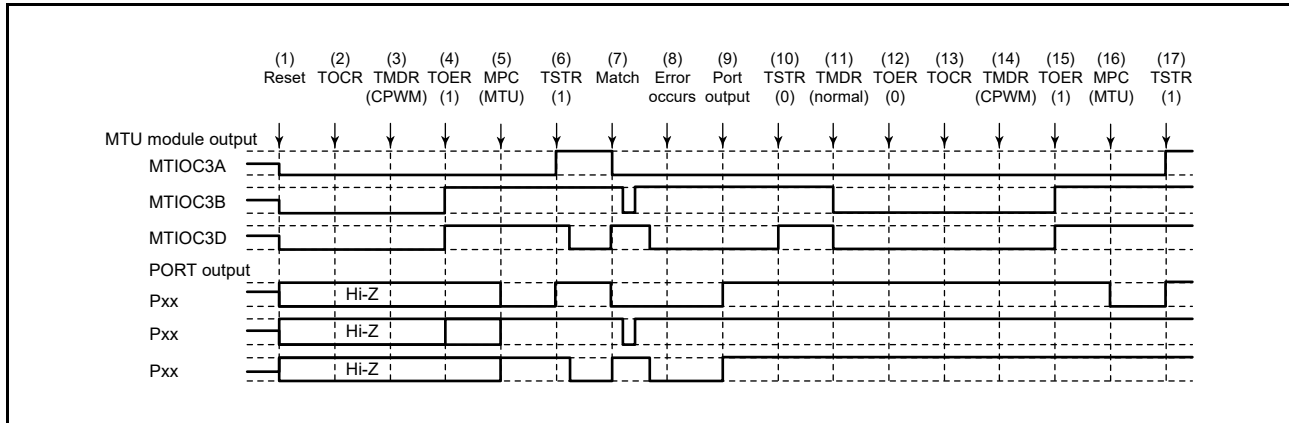 (1) (2) (3) (4) (5) (6) (7) (8) (9) (10) (11) (12) (13) (14) (15) (16) (17)
Reset TOCR TMDR TOER MPC TSTR Match Error Port TSTR TMDR TOER TOCR TMDR TOER MPC TSTR
(CPWM) (1) (MTU) (1) occurs output (0) (normal) (0) (CPWM) (1) (MTU) (1)
MTU module output
MTIOC3A
MTIOC3B
MTIOC3D
PORT output
Pxx Hi-Z
Pxx Hi-Z
Pxx Hi-Z